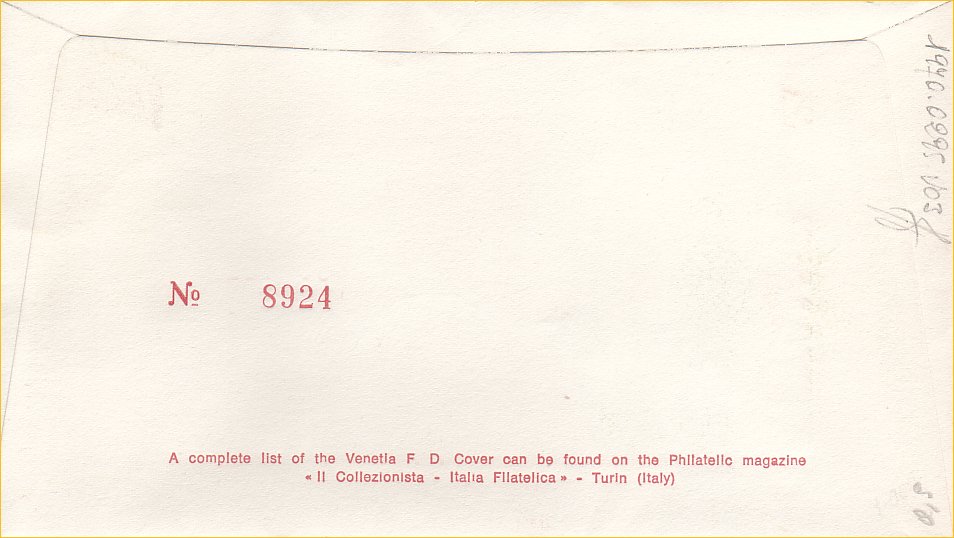 № 8924
A complete list of the Venetia F D Cover can be found on the Philatelic magazine
« Il Collezionista - Italia Filatelica » - Turin (Italy)